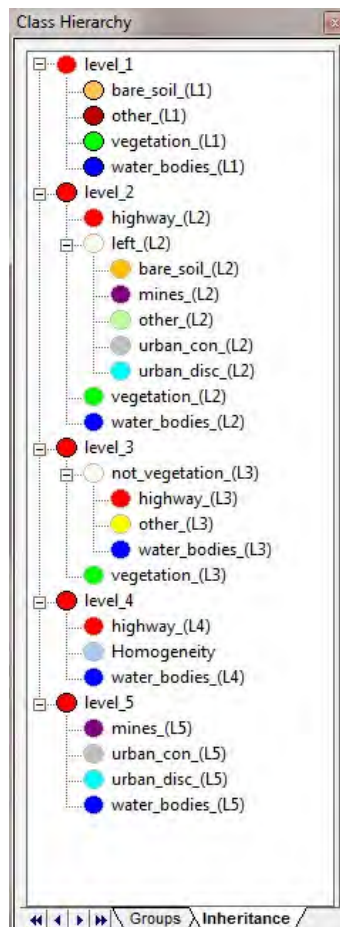 Class Hierarchy
level_1
bare_soil_(L1)
other_(L1)
vegetation_(L1)
water_bodies_(L1)
level_2
highway_(L2)
left_(L2)
bare_soil_(L2)
mines_(L2)
other_(L2)
urban_con_(L2)
urban_disc_(L2)
vegetation_(L2)
water_bodies_(L2)
level_3
not_vegetation_(L3)
highway_(L3)
other_(L3)
water_bodies_(L3)
vegetation_(L3)
level_4
highway_(L4)
Homogeneity
water_bodies_(L4)
level_5
mines_(L5)
urban_con_(L5)
urban_disc_(L5)
water_bodies_(L5)
Groups Inheritance